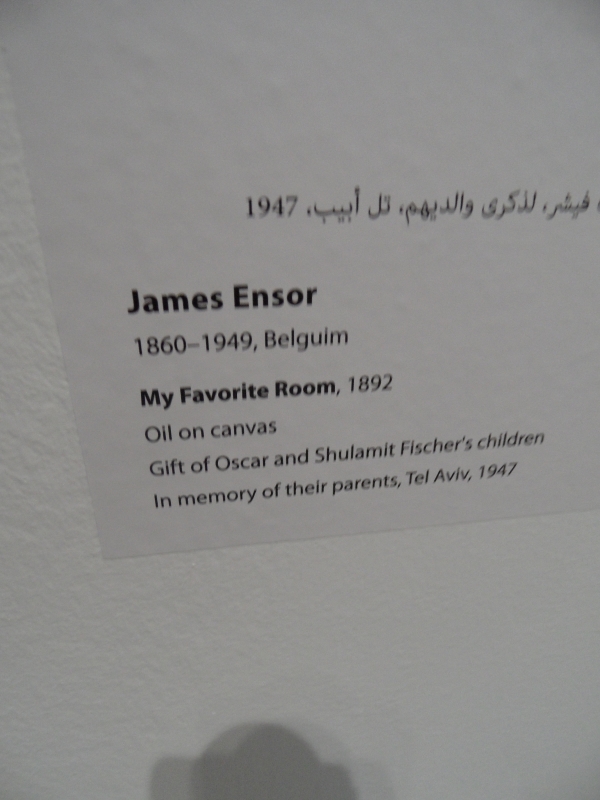 فيشر، لذكرى والديهم، تل أبيب، 1947
James Ensor
1860–1949, Belguim
My Favorite Room, 1892
Oil on canvas
Gift of Oscar and Shulamit Fischer's children
In memory of their parents, Tel Aviv, 1947